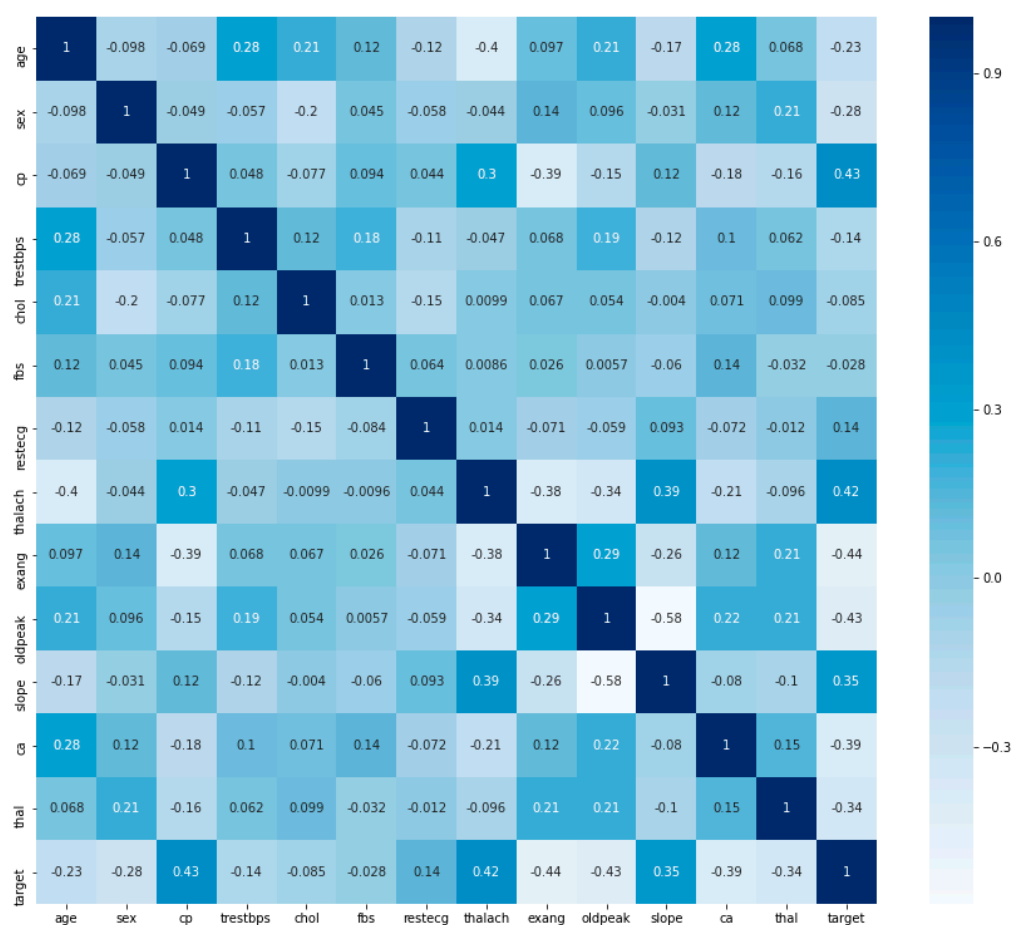 age 1 -0.098 -0.069 0.28 0.21 0.12 -0.12 -0.4 0.097 0.21 -0.17 0.28 0.068 -0.23
0.9
sex -0.098 1 -0.049 -0.057 -0.2 0.045 -0.058 -0.044 0.14 0.096 -0.031 0.12 0.21 -0.28
cp -0.069 -0.049 1 0.048 -0.077 0.094 0.044 0.3 -0.39 -0.15 0.12 -0.18 -0.16 0.43
trestbps 0.28 -0.057 0.048 1 0.12 0.18 -0.11 -0.047 0.068 0.19 -0.12 0.1 0.062 -0.14
0.6
chol 0.21 -0.2 -0.077 0.12 1 0.013 -0.15 0.0099 0.067 0.054 -0.004 0.071 0.099 -0.085
fbs 0.12 0.045 0.094 0.18 0.013 1 0.064 0.0086 0.026 0.0057 -0.06 0.14 -0.032 -0.028
0.3
restecg -0.12 -0.058 0.014 -0.11 -0.15 -0.084 1 0.014 -0.071 -0.059 0.093 -0.072 -0.012 0.14
thalach -0.4 -0.044 0.3 -0.047 -0.0099 -0.0096 0.044 1 -0.38 -0.34 0.39 -0.21 -0.096 0.42
exang 0.097 0.14 -0.39 0.068 0.067 0.026 -0.071 -0.38 1 0.29 -0.26 0.12 0.21 -0.44
0.0
oldpeak 0.21 0.096 -0.15 0.19 0.054 0.0057 -0.059 -0.34 0.29 1 -0.58 0.22 0.21 -0.43
slope -0.17 -0.031 0.12 -0.12 -0.004 -0.06 0.093 0.39 -0.26 -0.58 1 -0.08 -0.1 0.35
ca 0.28 0.12 -0.18 0.1 0.071 0.14 -0.072 -0.21 0.12 0.22 -0.08 1 0.15 -0.39
−0.3
thal 0.068 0.21 -0.16 0.062 0.099 -0.032 -0.012 -0.096 0.21 0.21 -0.1 0.15 1 -0.34
target -0.23 -0.28 0.43 -0.14 -0.085 -0.028 0.14 0.42 -0.44 -0.43 0.35 -0.39 -0.34 1
age sex cp trestbps chol fbs restecg thalach exang oldpeak slope ca thal target